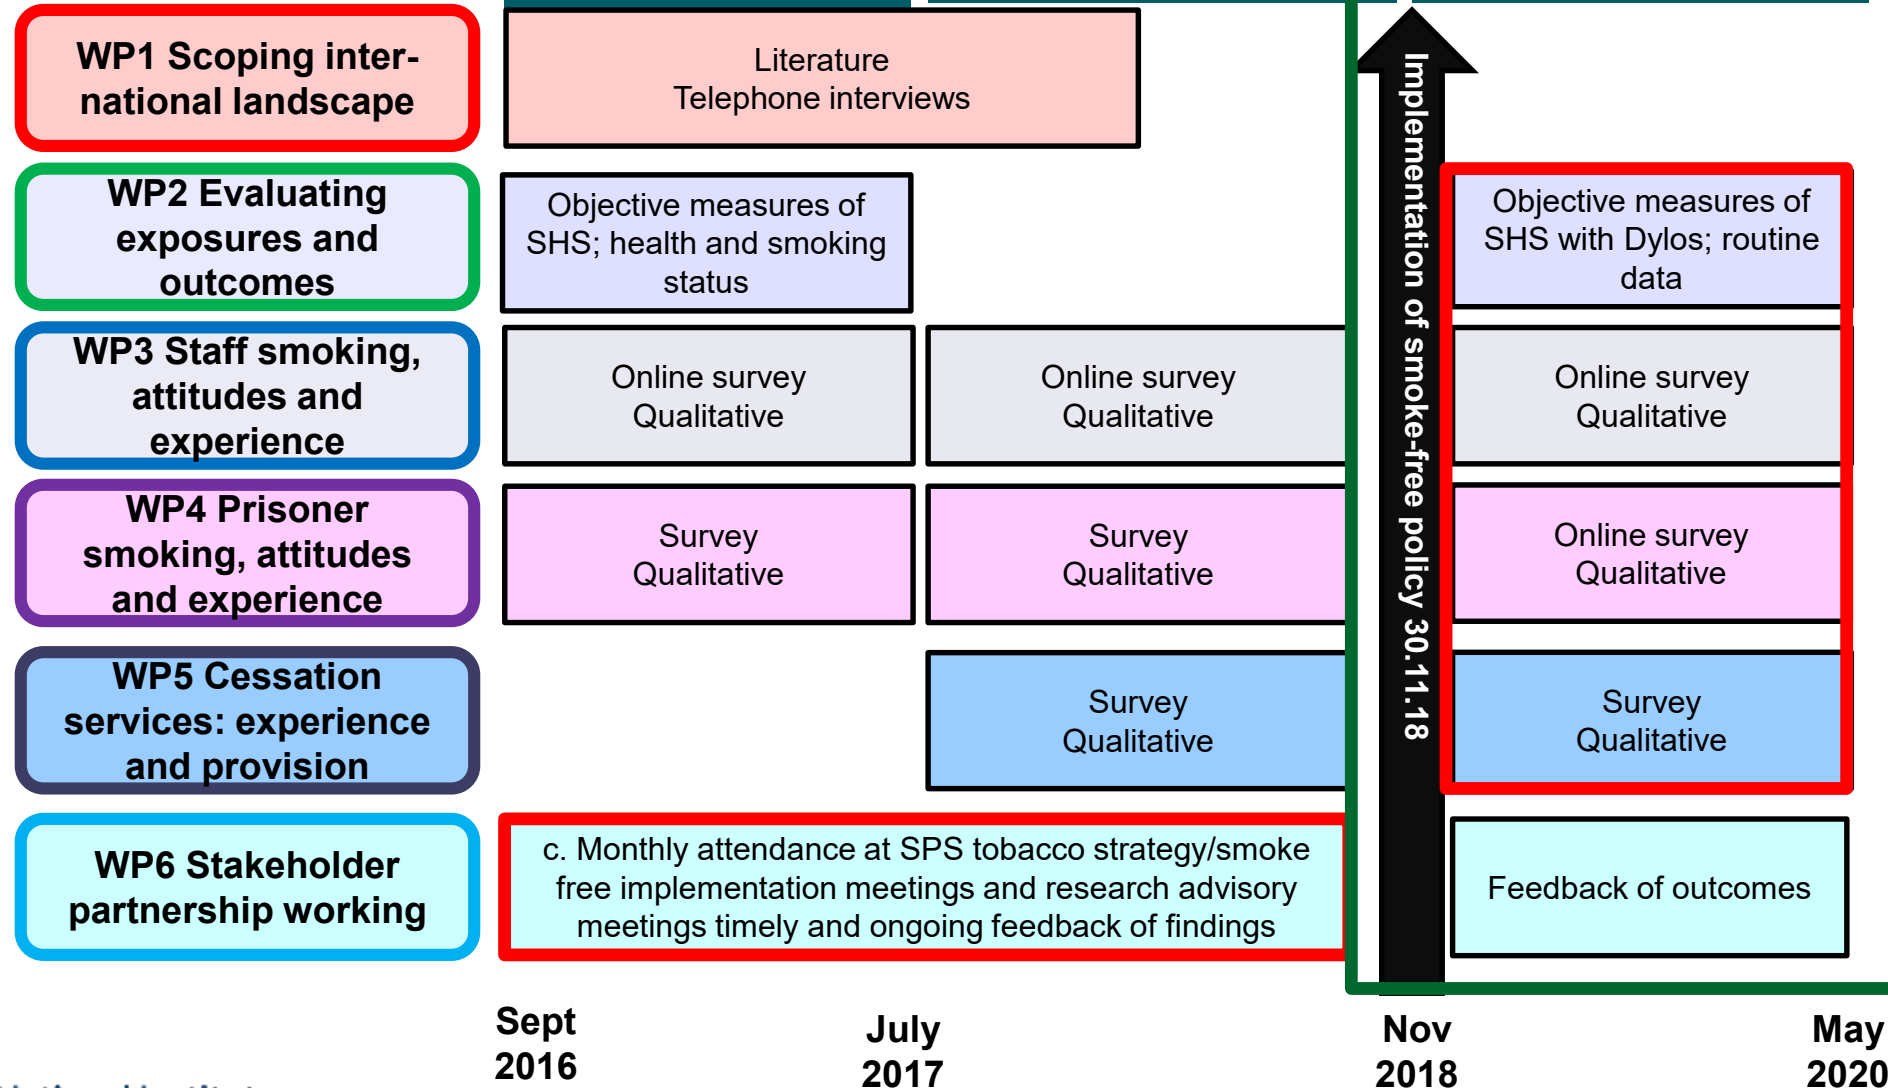 WP1 Scoping inter-
national landscape
Literature
Telephone interviews
WP2 Evaluating
exposures and
outcomes
Objective measures of
SHS; health and smoking
status
Objective measures of
SHS with Dylos; routine
data
WP3 Staff smoking,
attitudes and
experience
Online survey
Qualitative
Online survey
Qualitative
Online survey
Qualitative
WP4 Prisoner
smoking, attitudes
and experience
Survey
Qualitative
Survey
Qualitative
Online survey
Qualitative
WP5 Cessation
services: experience
and provision
Survey
Qualitative
Survey
Qualitative
WP6 Stakeholder
partnership working
c. Monthly attendance at SPS tobacco strategy/smoke
free implementation meetings and research advisory
meetings timely and ongoing feedback of findings
Feedback of outcomes
Implementation of smoke-free policy 30.11.18
Sept
2016
July
2017
Nov
2018
May
2020